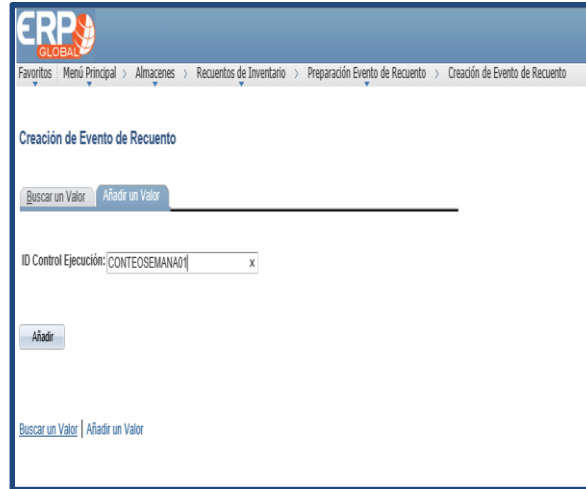 ERP
GLOBAL
Favoritos Menú Principal > Almacenes > Recuentos de Inventario > Preparación Evento de Recuento > Creación de Evento de Recuento
Creación de Evento de Recuento
Buscar un Valor Añadir un Valor
ID Control Ejecución: CONTEOSEMANA01 x
Añadir
Buscar un Valor | Añadir un Valor